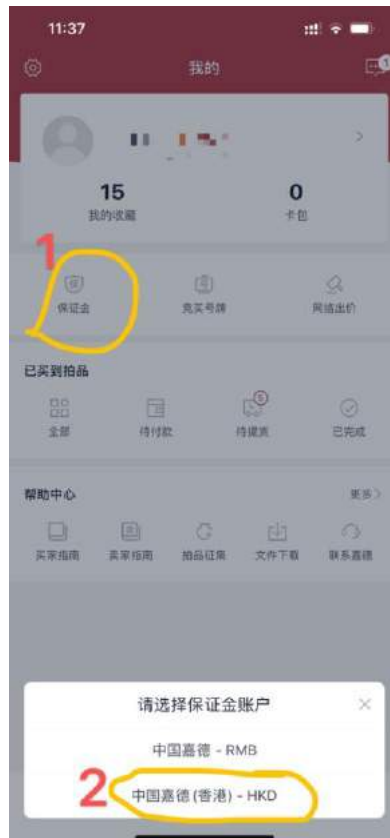 11:37
我的
1
15
0
我的收藏
卡包
1
保证金
竞买号牌
网络出价
已买到拍品
5
全部
待付款
待提货
已完成
帮助中心
更多>
买家指南
卖家指南
拍品征集
文件下载
联系嘉德
请选择保证金账户
×
中国嘉德 - RMB
2
中国嘉德(香港) - HKD